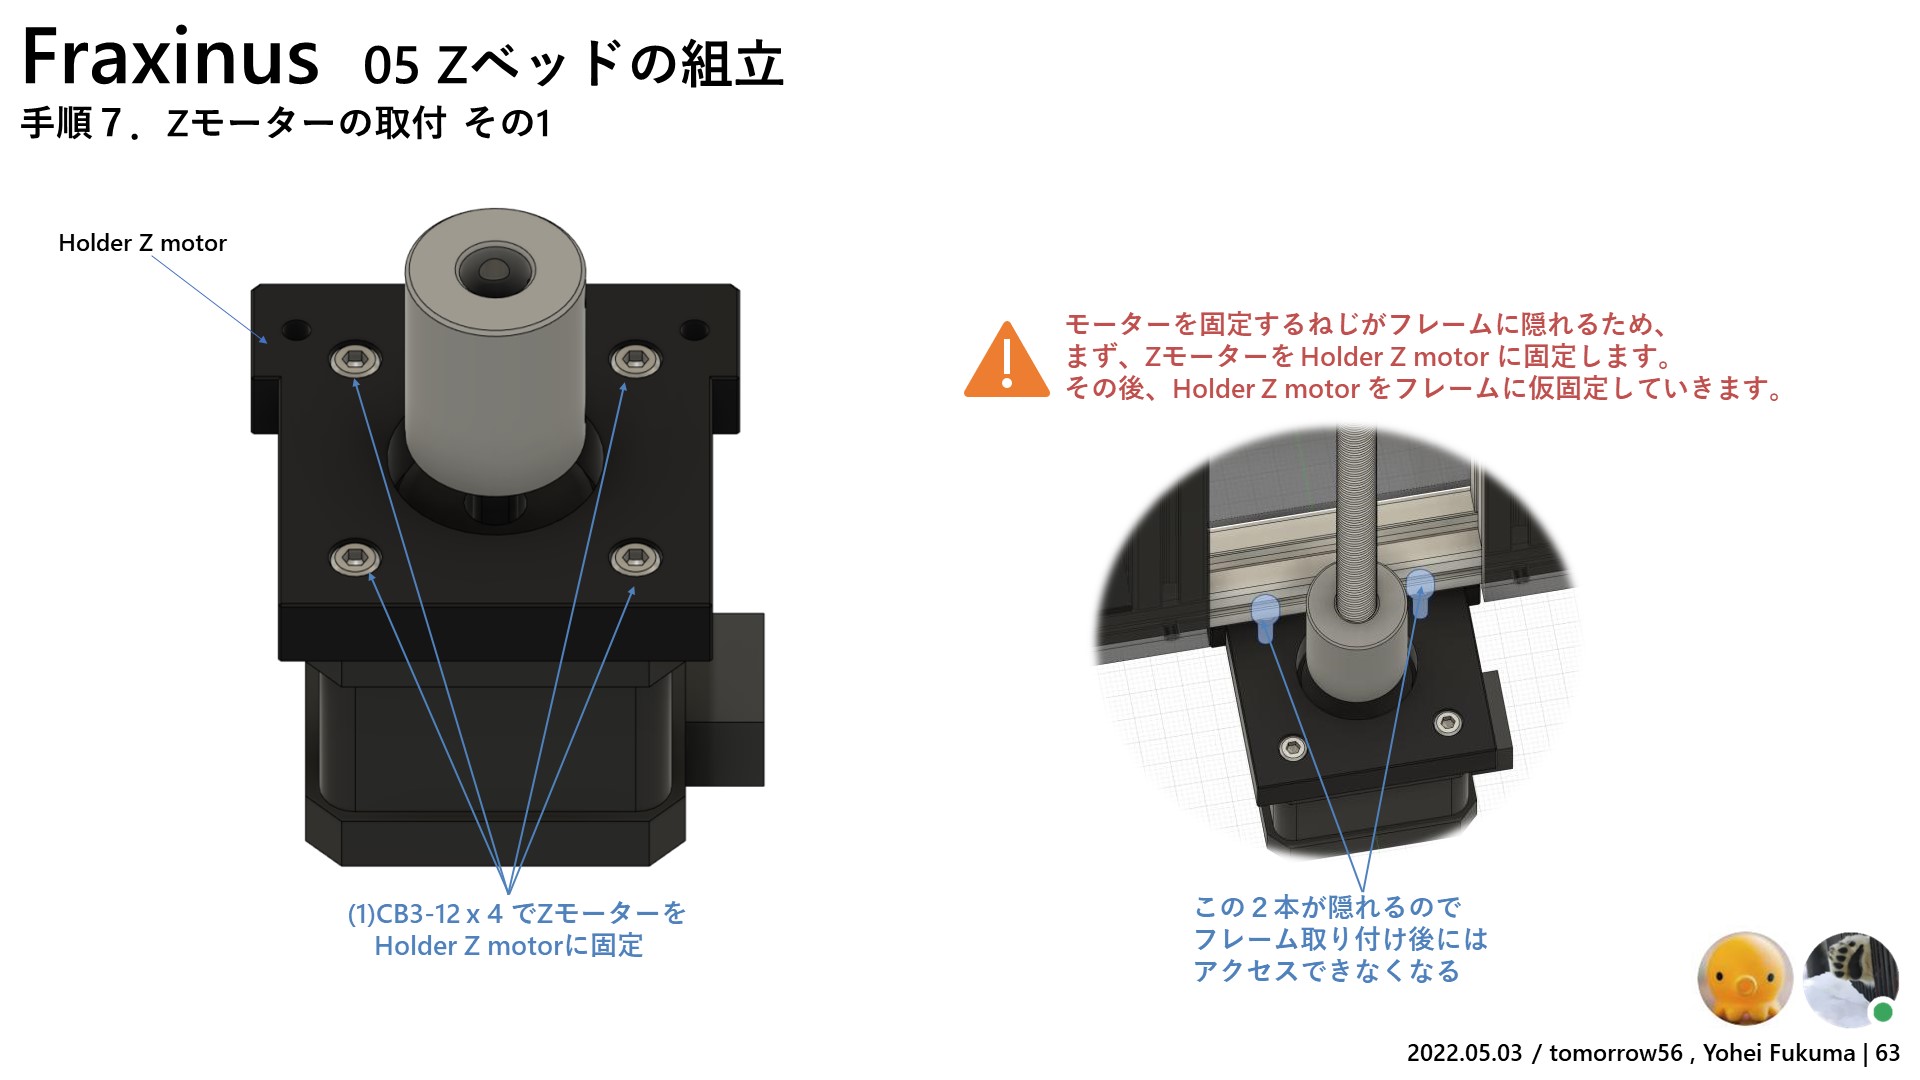 Fraxinus 05 Zベッドの組立
手順７．Zモーターの取付 その1
Holder Z motor
モーターを固定するねじがフレームに隠れるため、
まず、ZモーターをHolder Z motor に固定します。
その後、Holder Z motor をフレームに仮固定していきます。
(1)CB3-12 x 4 でZモーターを
Holder Z motorに固定
この２本が隠れるので
フレーム取り付け後には
アクセスできなくなる
2022.05.03 / tomorrow56 , Yohei Fukuma | 63